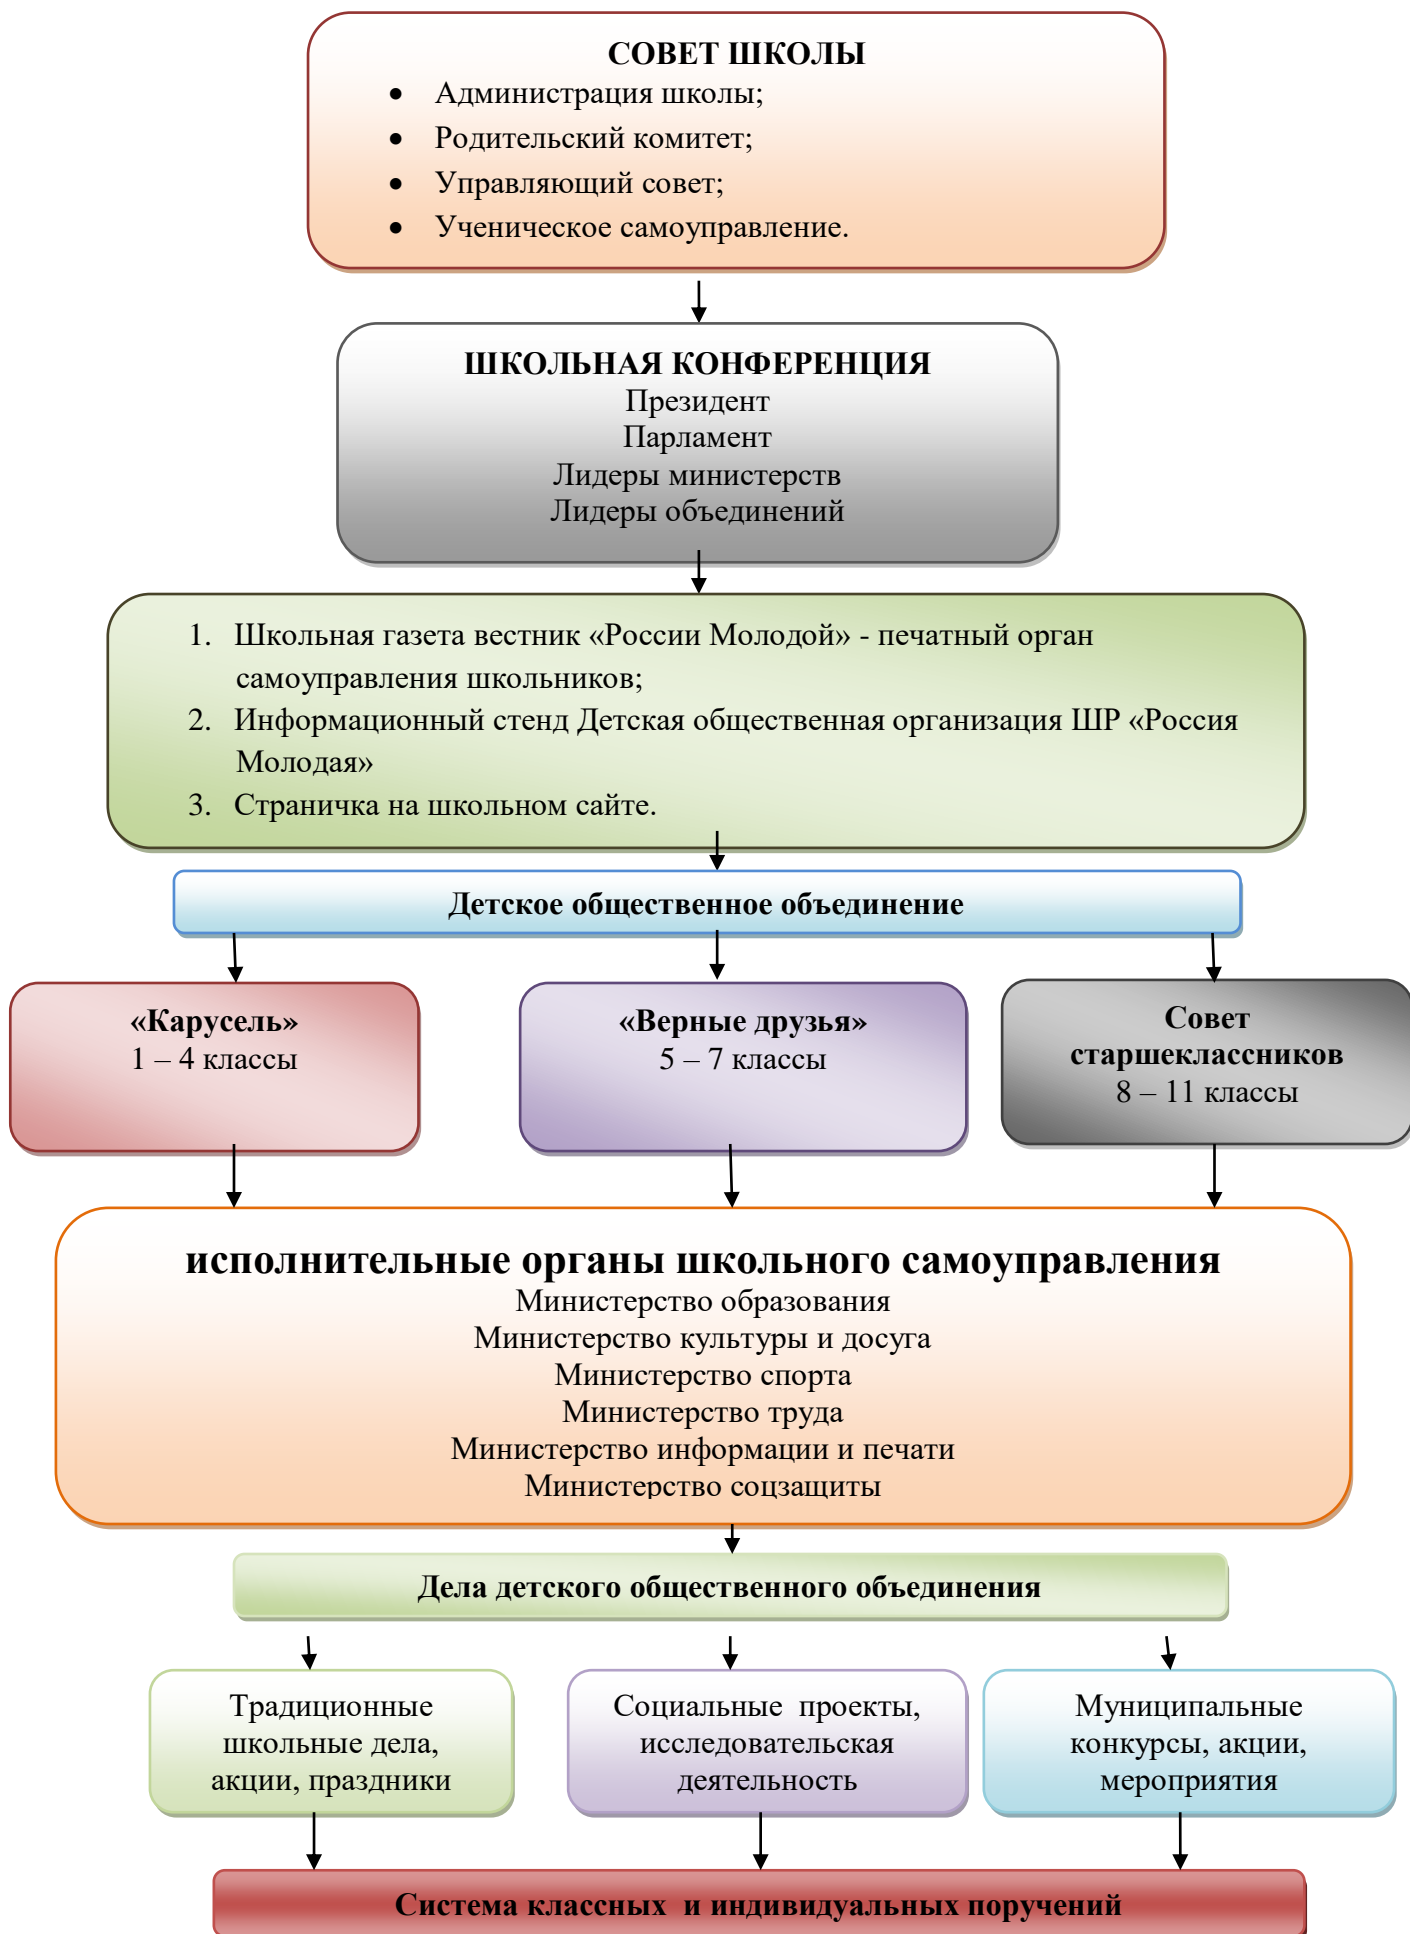 СОВЕТ ШКОЛЫ
• Администрация школы;
• Родительский комитет;
• Управляющий совет;
• Ученическое самоуправление.
ШКОЛЬНАЯ КОНФЕРЕНЦИЯ
Президент
Парламент
Лидеры министерств
Лидеры объединений
1. Школьная газета вестник «России Молодой» - печатный орган
самоуправления школьников;
2. Информационный стенд Детская общественная организация ШР «Россия
Молодая»
3. Страничка на школьном сайте.
Детское общественное объединение
«Карусель»
1 – 4 классы
«Верные друзья»
5 – 7 классы
Совет
старшеклассников
8 – 11 классы
исполнительные органы школьного самоуправления
Министерство образования
Министерство культуры и досуга
Министерство спорта
Министерство труда
Министерство информации и печати
Министерство соцзащиты
Дела детского общественного объединения
Традиционные
школьные дела,
акции, праздники
Социальные  проекты,
исследовательская
деятельность
Муниципальные
конкурсы, акции,
мероприятия
Система классных  и индивидуальных поручений